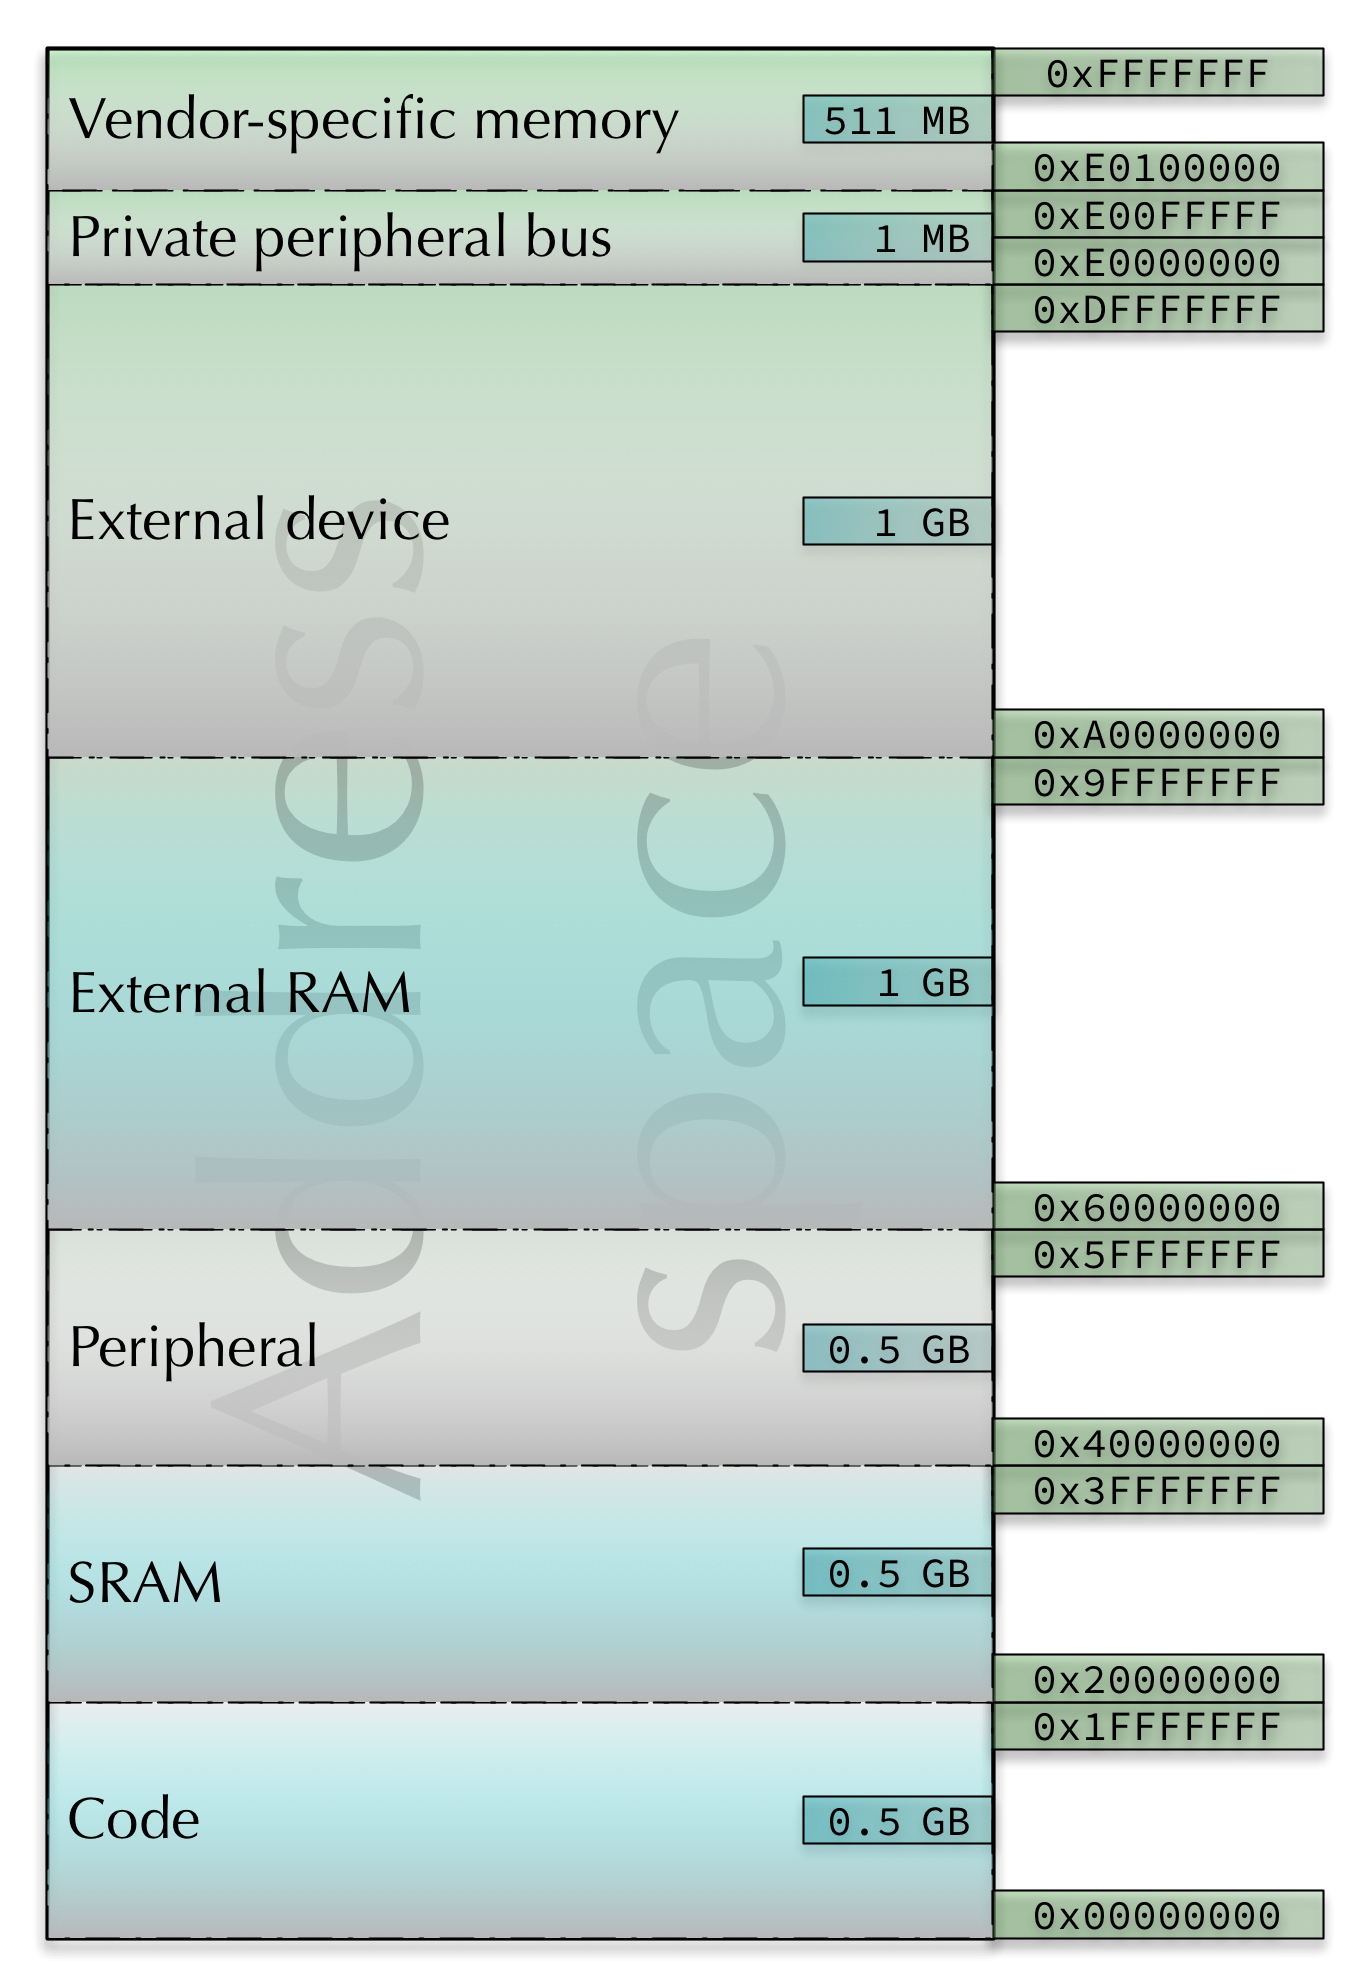 0xFFFFFFF
Vendor-specific memory
511 MB
0xE0100000
0xE00FFFFF
Private peripheral bus
1 MB
0xE0000000
0xDFFFFFFF
External device
1 GB
0xA0000000
0x9FFFFFFF
External RAM
1 GB
0x60000000
0x5FFFFFFF
Peripheral
0.5 GB
0x40000000
0x3FFFFFFF
SRAM
0.5 GB
0x20000000
0x1FFFFFFF
Code
0.5 GB
0x00000000
Address
space